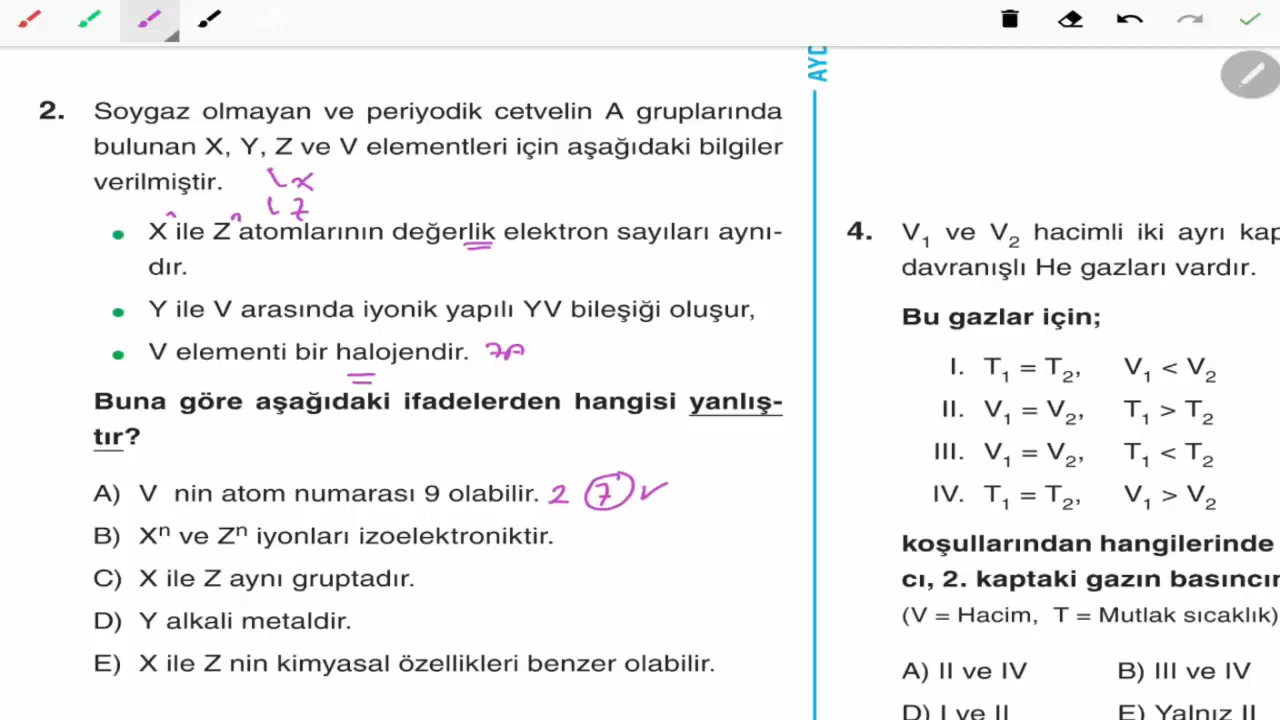 AYD
2. Soygaz olmayan ve periyodik cetvelin A gruplarında
bulunan X, Y, Z ve V elementleri için aşağıdaki bilgiler
verilmiştir.
x
z
• X ile Z atomlarının değerlik elektron sayıları aynı-
dır.
• Y ile V arasında iyonik yapılı YV bileşiği oluşur,
• V elementi bir halojendir. 7A
Buna göre aşağıdaki ifadelerden hangisi yanlış-
tır?
A) V nin atom numarası 9 olabilir. 2 7 ✓
B) Xⁿ ve Zⁿ iyonları izoelektroniktir.
C) X ile Z aynı gruptadır.
D) Y alkali metaldir.
E) X ile Z nin kimyasal özellikleri benzer olabilir.
4. V₁ ve V₂ hacimli iki ayrı kap
davranışlı He gazları vardır.
Bu gazlar için;
I. T₁ = T₂, V₁ < V₂
II. V₁ = V₂, T₁ > T₂
III. V₁ = V₂, T₁ < T₂
IV. T₁ = T₂, V₁ > V₂
koşullarından hangilerinde
cı, 2. kaptaki gazın basıncın
(V = Hacim, T = Mutlak sıcaklık)
A) II ve IV B) III ve IV
D) I ve II E) Yalnız II